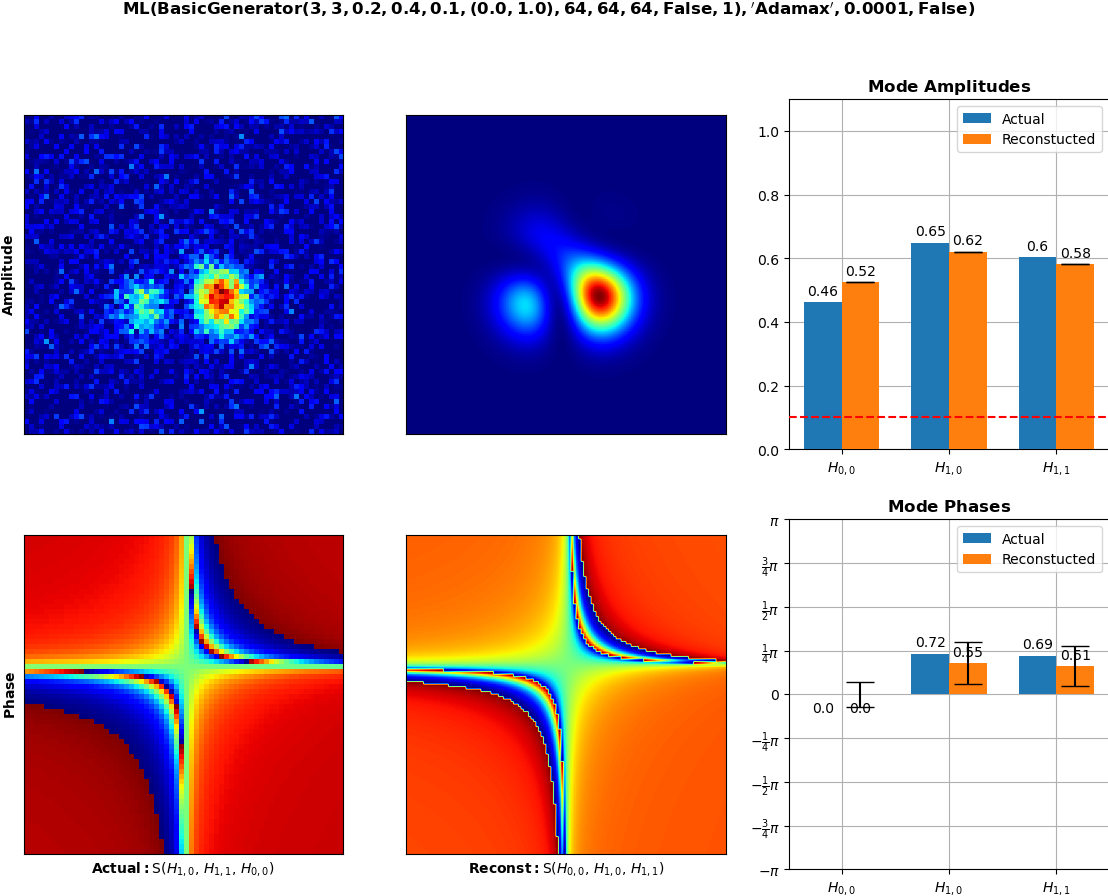 ML(BasicGenerator(3, 3, 0.2, 0.4, 0.1, (0.0, 1.0), 64, 64, 64, False, 1), ′Adamax′, 0.0001, False)
Amplitude
Mode Amplitudes
Actual
Reconstucted
1.0
0.8
0.6
0.4
0.2
0.0
0.46
0.52
0.65
0.62
0.6
0.58
H₀,₀
H₁,₀
H₁,₁
Phase
Actual: S(H₁,₀, H₁,₁, H₀,₀)
Reconst: S(H₀,₀, H₁,₀, H₁,₁)
Mode Phases
Actual
Reconstucted
π
3/4π
1/2π
1/4π
0
−1/4π
−1/2π
−3/4π
−π
0.0
0.0
0.72
0.55
0.69
0.51
H₀,₀
H₁,₀
H₁,₁